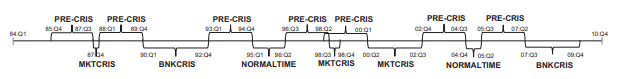 PRE-CRIS PRE-CRIS PRE-CRIS PRE-CRIS PRE-CRIS PRE-CRIS PRE-CRIS
84:Q1 85:Q4 87:Q3 88:Q1 89:Q4 93:Q1 94:Q4 96:Q3 98:Q2 00:Q1 02:Q4 04:Q3 05:Q3 07:Q2 10:Q4
87:Q4 90:Q1 92:Q4 95:Q1 96:Q2 98:Q3 98:Q4 00:Q2 02:Q3 04:Q4 05:Q2 07:Q3 09:Q4
MKTCRIS BNKCRIS NORMALTIME MKTCRIS MKTCRIS NORMALTIME BNKCRIS